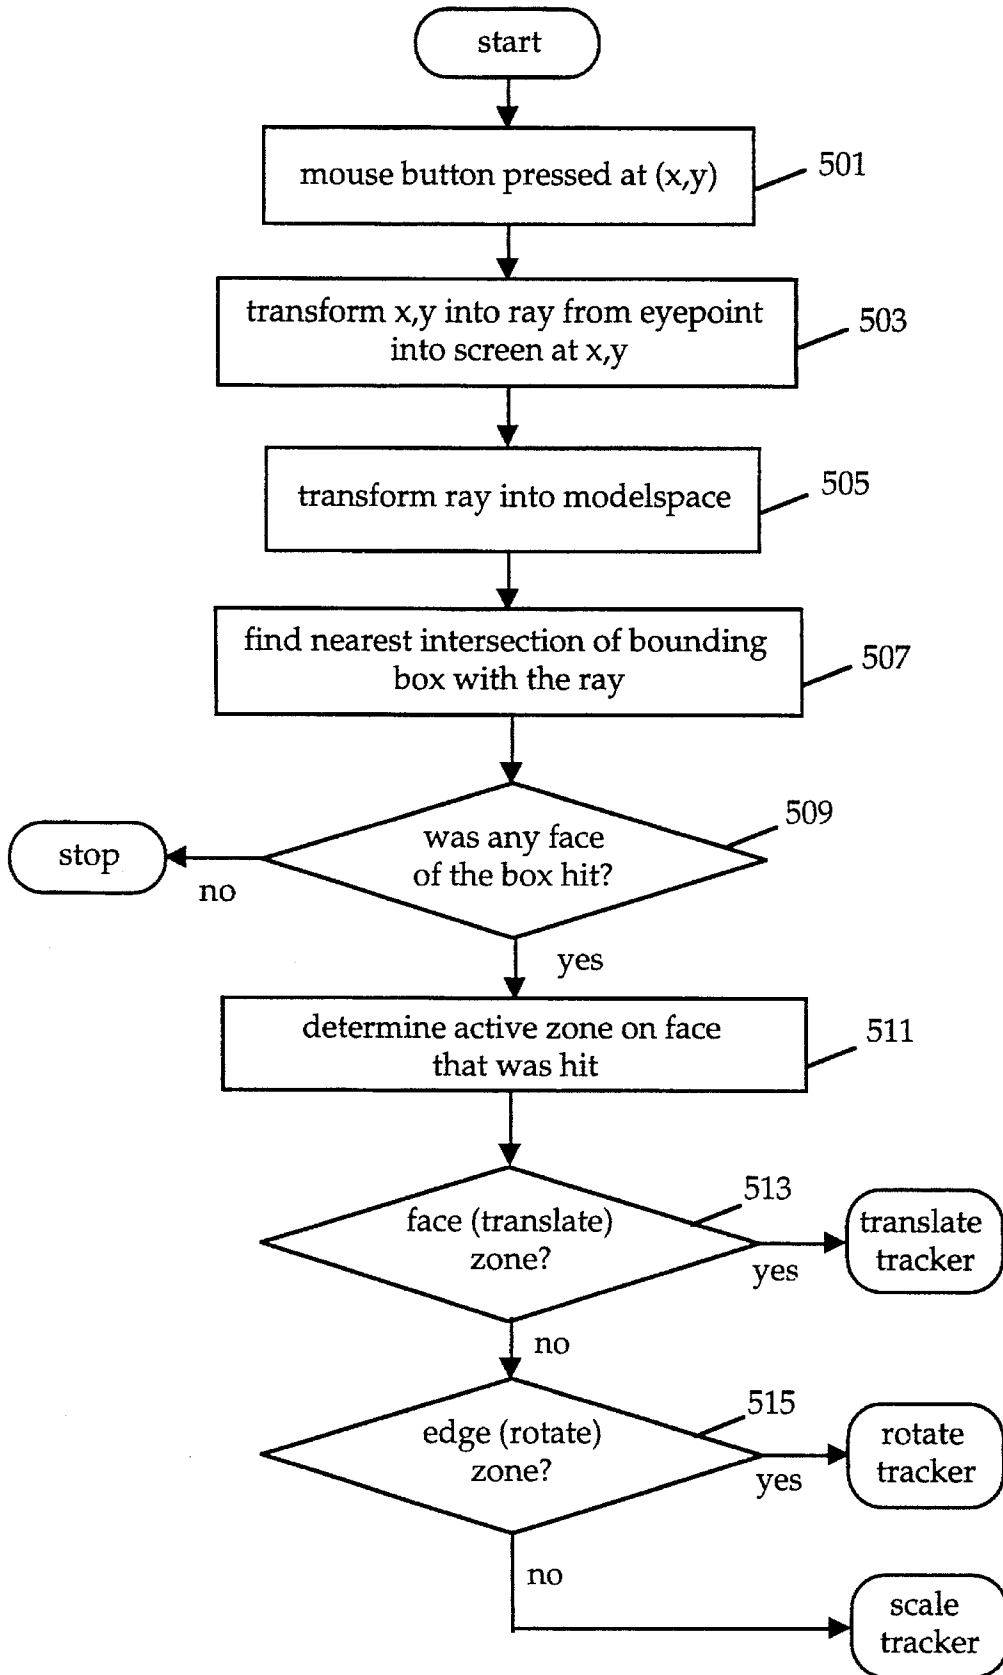 start
mouse button pressed at (x,y)
501
transform x,y into ray from eyepoint
into screen at x,y
503
transform ray into modelspace
505
find nearest intersection of bounding
box with the ray
507
was any face
of the box hit?
509
stop
no
yes
determine active zone on face
that was hit
511
face (translate)
zone?
513
yes
translate
tracker
no
edge (rotate)
zone?
515
yes
rotate
tracker
no
scale
tracker